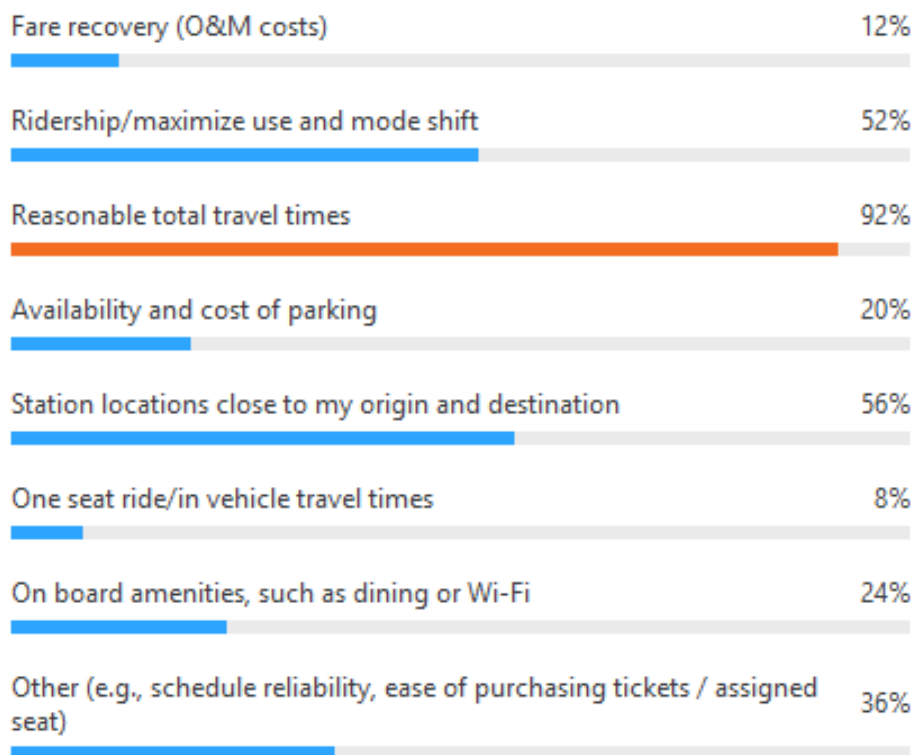 Fare recovery (O&M costs) 12%
Ridership/maximize use and mode shift 52%
Reasonable total travel times 92%
Availability and cost of parking 20%
Station locations close to my origin and destination 56%
One seat ride/in vehicle travel times 8%
On board amenities, such as dining or Wi-Fi 24%
Other (e.g., schedule reliability, ease of purchasing tickets / assigned
seat) 36%